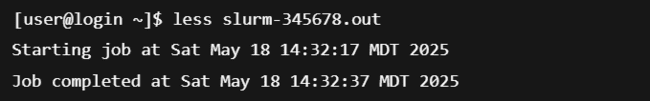 [user@login ~]$ less slurm-345678.out
Starting job at Sat May 18 14:32:17 MDT 2025
Job completed at Sat May 18 14:32:37 MDT 2025